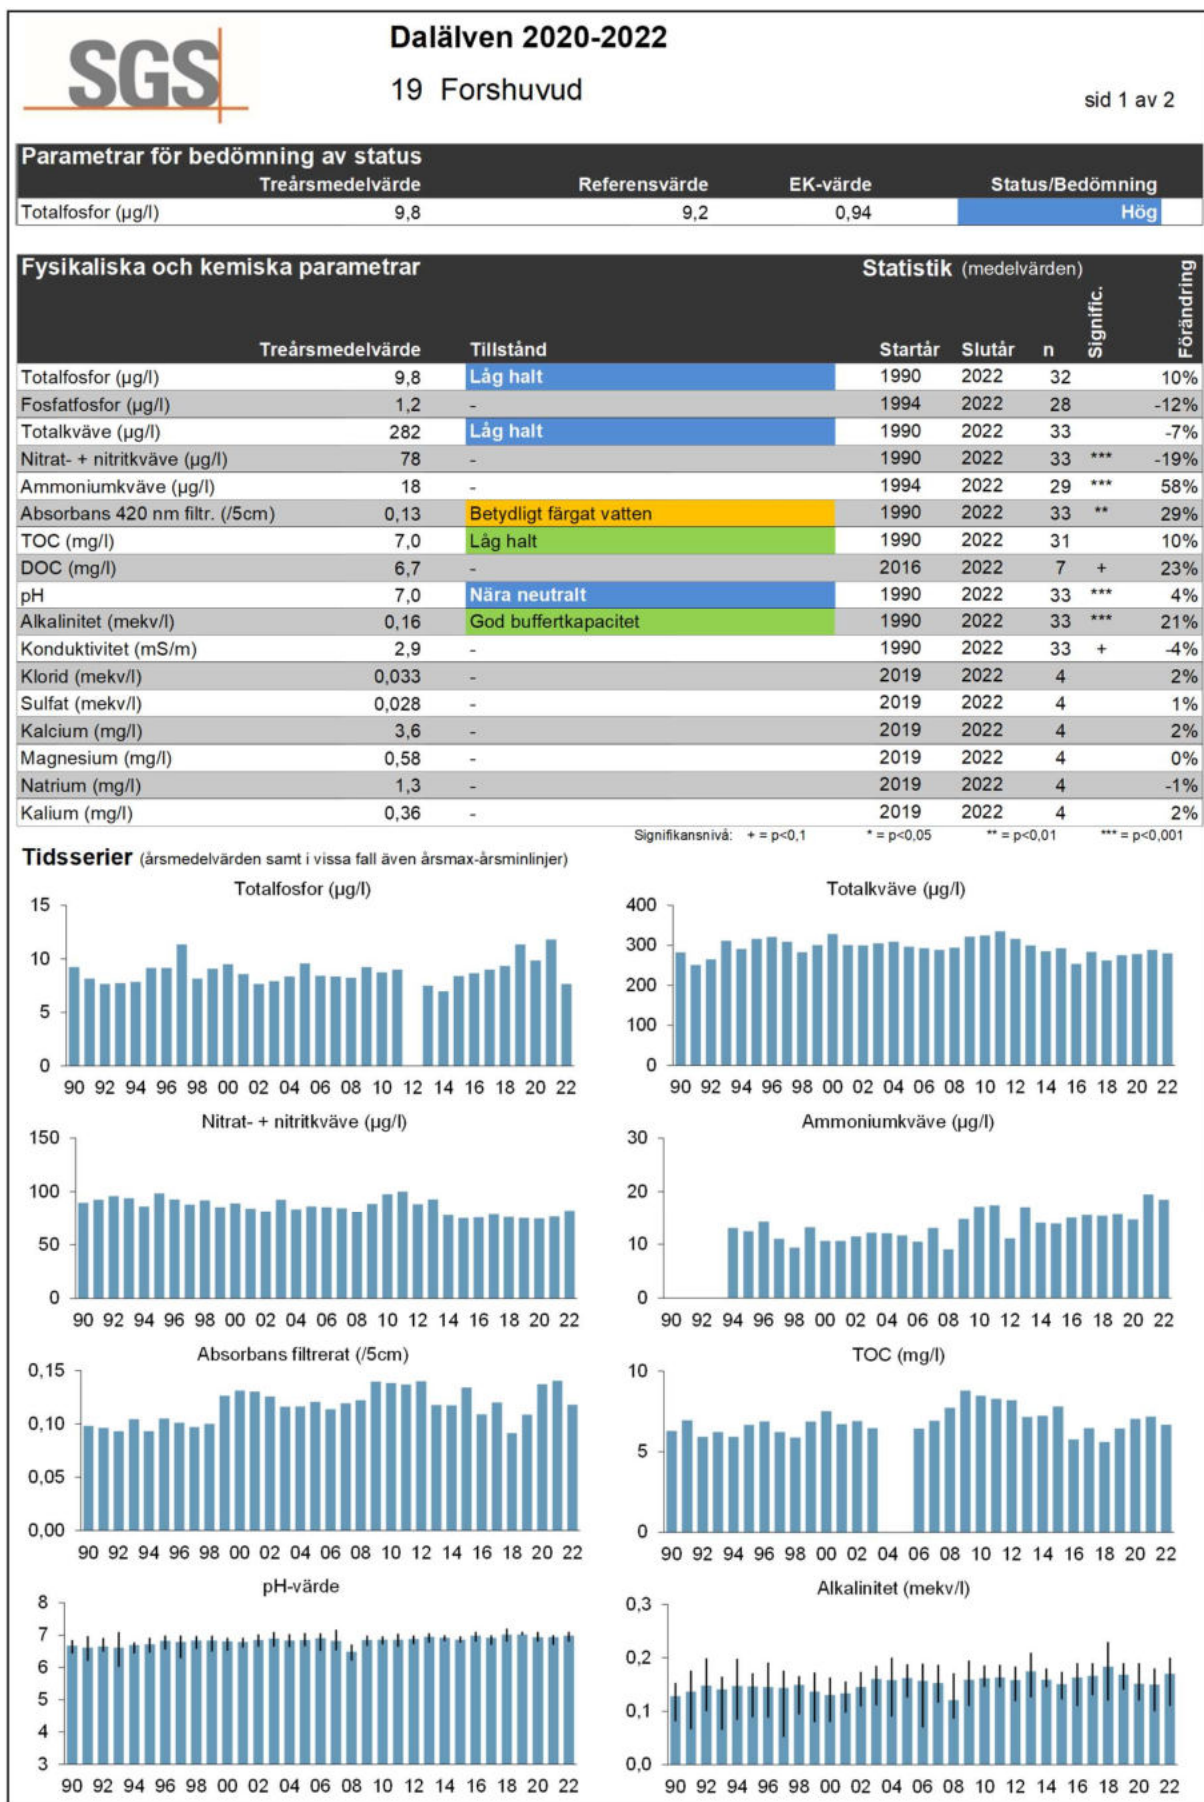 SGS
Dalälven 2020-2022
19 Forshuvud
sid 1 av 2
Parametrar för bedömning av status
Treårsmedelvärde Referensvärde EK-värde Status/Bedömning
Totalfosfor (µg/l) 9,8 9,2 0,94 Hög
Fysikaliska och kemiska parametrar Statistik (medelvärden)
Treårsmedelvärde Tillstånd Startår Slutår n Signific. Förändring
Totalfosfor (µg/l) 9,8 Låg halt 1990 2022 32 10%
Fosfatfosfor (µg/l) 1,2 - 1994 2022 28 -12%
Totalkväve (µg/l) 282 Låg halt 1990 2022 33 -7%
Nitrat- + nitritkväve (µg/l) 78 - 1990 2022 33 *** -19%
Ammoniumkväve (µg/l) 18 - 1994 2022 29 *** 58%
Absorbans 420 nm filtr. (/5cm) 0,13 Betydligt färgat vatten 1990 2022 33 ** 29%
TOC (mg/l) 7,0 Låg halt 1990 2022 31 10%
DOC (mg/l) 6,7 - 2016 2022 7 + 23%
pH 7,0 Nära neutralt 1990 2022 33 *** 4%
Alkalinitet (mekv/l) 0,16 God buffertkapacitet 1990 2022 33 *** 21%
Konduktivitet (mS/m) 2,9 - 1990 2022 33 + -4%
Klorid (mekv/l) 0,033 - 2019 2022 4 2%
Sulfat (mekv/l) 0,028 - 2019 2022 4 1%
Kalcium (mg/l) 3,6 - 2019 2022 4 2%
Magnesium (mg/l) 0,58 - 2019 2022 4 0%
Natrium (mg/l) 1,3 - 2019 2022 4 -1%
Kalium (mg/l) 0,36 - 2019 2022 4 2%
Signifikansnivå: + = p<0,1 * = p<0,05 ** = p<0,01 *** = p<0,001
Tidsserier (årsmedelvärden samt i vissa fall även årsmax-årsminlinjer)
Totalfosfor (µg/l)
15
10
5
0
90 92 94 96 98 00 02 04 06 08 10 12 14 16 18 20 22
Totalkväve (µg/l)
400
300
200
100
0
90 92 94 96 98 00 02 04 06 08 10 12 14 16 18 20 22
Nitrat- + nitritkväve (µg/l)
150
100
50
0
90 92 94 96 98 00 02 04 06 08 10 12 14 16 18 20 22
Ammoniumkväve (µg/l)
30
20
10
0
90 92 94 96 98 00 02 04 06 08 10 12 14 16 18 20 22
Absorbans filtrerat (/5cm)
0,15
0,10
0,05
0,00
90 92 94 96 98 00 02 04 06 08 10 12 14 16 18 20 22
TOC (mg/l)
10
5
0
90 92 94 96 98 00 02 04 06 08 10 12 14 16 18 20 22
pH-värde
8
7
6
5
4
3
90 92 94 96 98 00 02 04 06 08 10 12 14 16 18 20 22
Alkalinitet (mekv/l)
0,3
0,2
0,1
0,0
90 92 94 96 98 00 02 04 06 08 10 12 14 16 18 20 22